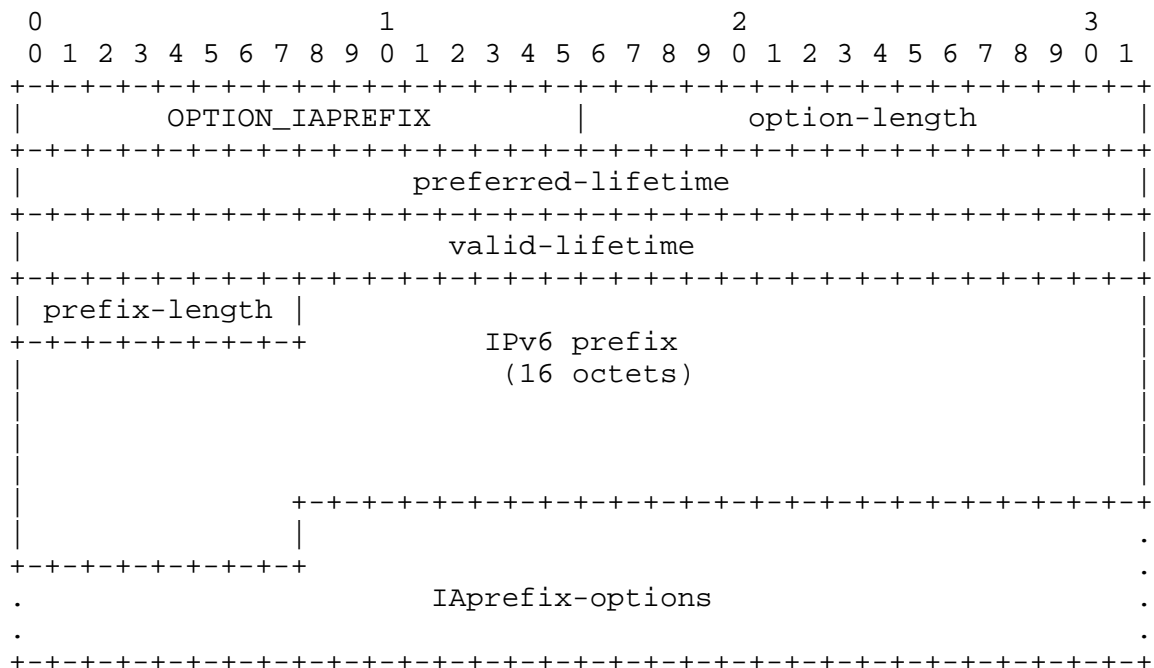 0                   1                   2                   3
 0 1 2 3 4 5 6 7 8 9 0 1 2 3 4 5 6 7 8 9 0 1 2 3 4 5 6 7 8 9 0 1
+-+-+-+-+-+-+-+-+-+-+-+-+-+-+-+-+-+-+-+-+-+-+-+-+-+-+-+-+-+-+-+-+
|        OPTION_IAPREFIX        |         option-length         |
+-+-+-+-+-+-+-+-+-+-+-+-+-+-+-+-+-+-+-+-+-+-+-+-+-+-+-+-+-+-+-+-+
|                      preferred-lifetime                       |
+-+-+-+-+-+-+-+-+-+-+-+-+-+-+-+-+-+-+-+-+-+-+-+-+-+-+-+-+-+-+-+-+
|                        valid-lifetime                         |
+-+-+-+-+-+-+-+-+-+-+-+-+-+-+-+-+-+-+-+-+-+-+-+-+-+-+-+-+-+-+-+-+
| prefix-length |                                               |
+-+-+-+-+-+-+-+-+          IPv6 prefix                          |
|                           (16 octets)                         |
|                                                               |
|                                                               |
|                                                               |
|               +-+-+-+-+-+-+-+-+-+-+-+-+-+-+-+-+-+-+-+-+-+-+-+-+
|               |                                               .
+-+-+-+-+-+-+-+-+                                               .
.                       IAprefix-options                        .
.                                                               .
+-+-+-+-+-+-+-+-+-+-+-+-+-+-+-+-+-+-+-+-+-+-+-+-+-+-+-+-+-+-+-+-+